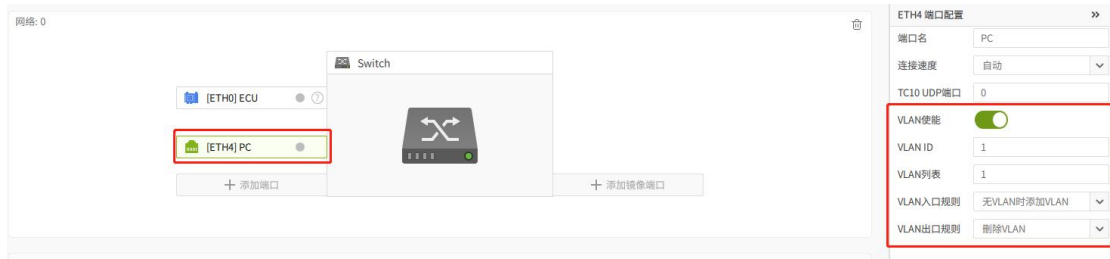 网络: 0
Switch
[ETH0] ECU
[ETH4] PC
添加端口
添加镜像端口
ETH4 端口配置
端口名 PC
连接速度 自动
TC10 UDP端口 0
VLAN使能
VLAN ID 1
VLAN列表 1
VLAN入口规则 无VLAN时添加VLAN
VLAN出口规则 删除VLAN